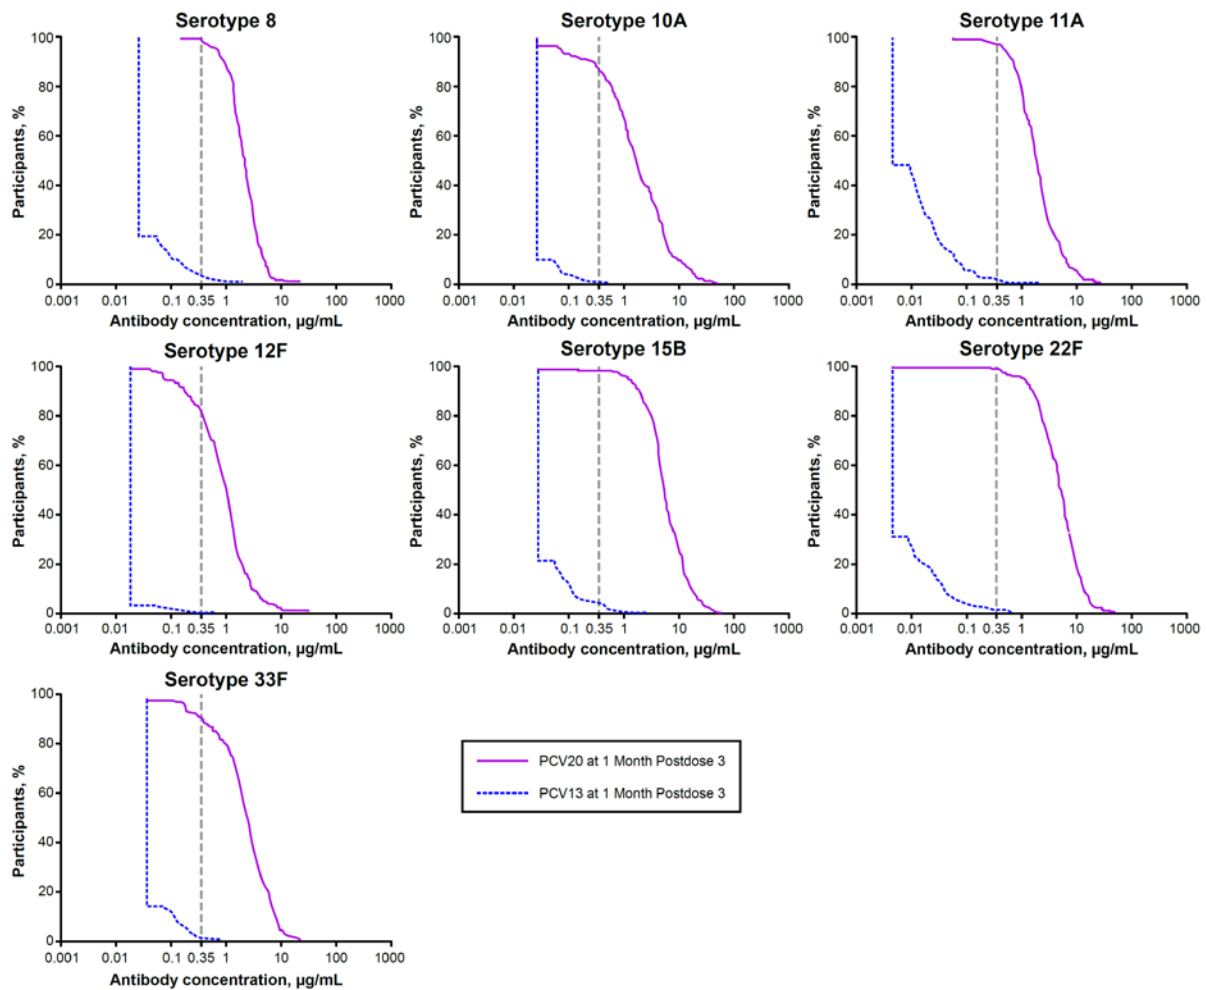 Serotype 8
Participants, %
100
80
60
40
20
0
0.001 0.01 0.1 0.35 1 10 100 1000
Antibody concentration, µg/mL
Serotype 10A
Participants, %
100
80
60
40
20
0
0.001 0.01 0.1 0.35 1 10 100 1000
Antibody concentration, µg/mL
Serotype 11A
Participants, %
100
80
60
40
20
0
0.001 0.01 0.1 0.35 1 10 100 1000
Antibody concentration, µg/mL
Serotype 12F
Participants, %
100
80
60
40
20
0
0.001 0.01 0.1 0.35 1 10 100 1000
Antibody concentration, µg/mL
Serotype 15B
Participants, %
100
80
60
40
20
0
0.001 0.01 0.1 0.35 1 10 100 1000
Antibody concentration, µg/mL
Serotype 22F
Participants, %
100
80
60
40
20
0
0.001 0.01 0.1 0.35 1 10 100 1000
Antibody concentration, µg/mL
Serotype 33F
Participants, %
100
80
60
40
20
0
0.001 0.01 0.1 0.35 1 10 100 1000
Antibody concentration, µg/mL
PCV20 at 1 Month Postdose 3
PCV13 at 1 Month Postdose 3